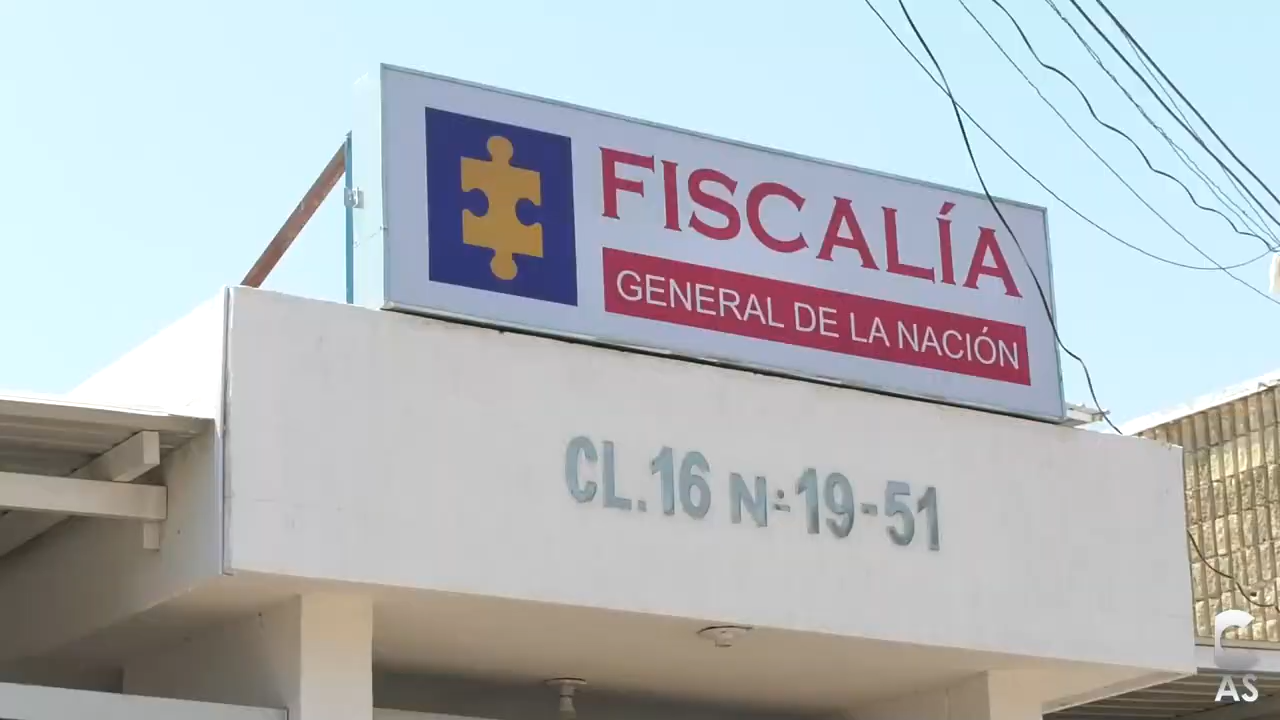 FISCALÍA
GENERAL DE LA NACIÓN
CL.16 N:19-51
C
AS